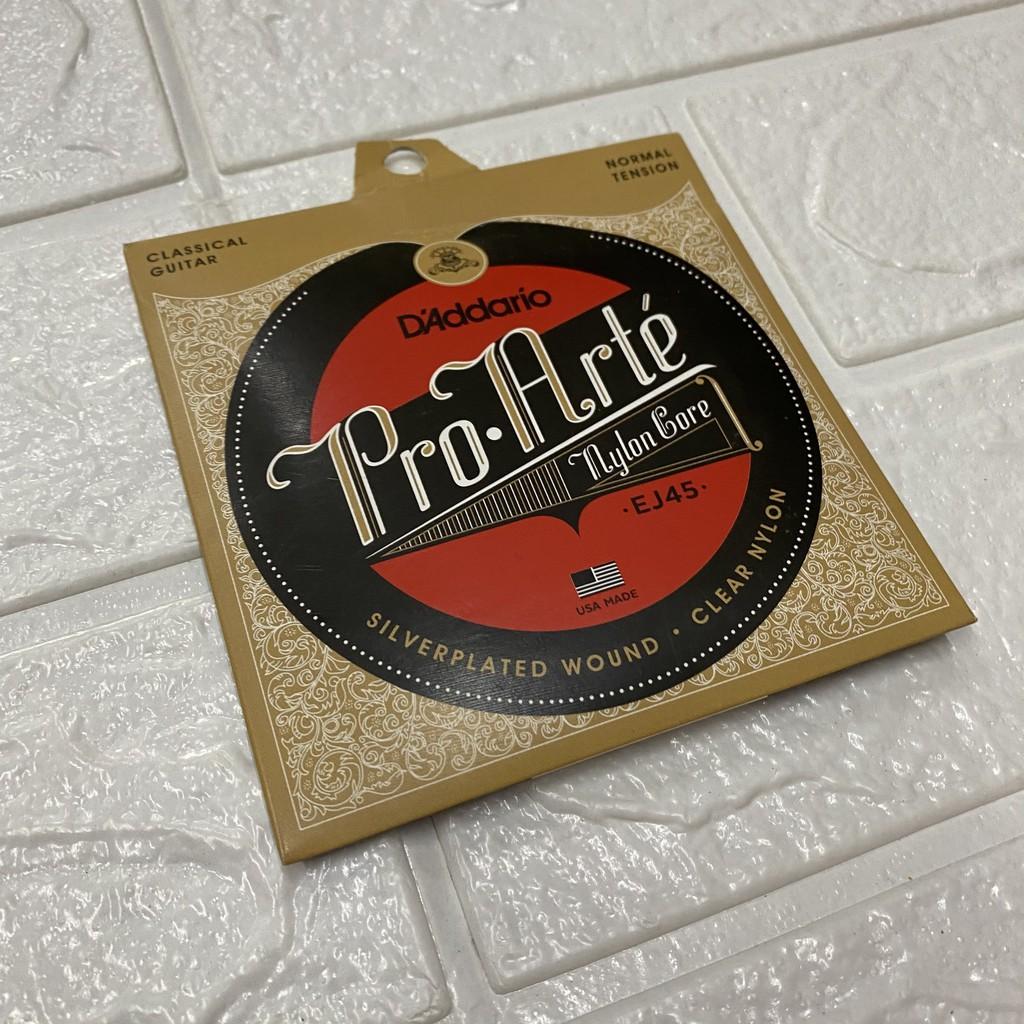 CLASSICAL
GUITAR
NORMAL
TENSION
D'Addario
Pro•Arté
Nylon Core
•EJ45•
USA MADE
SILVERPLATED WOUND • CLEAR NYLON